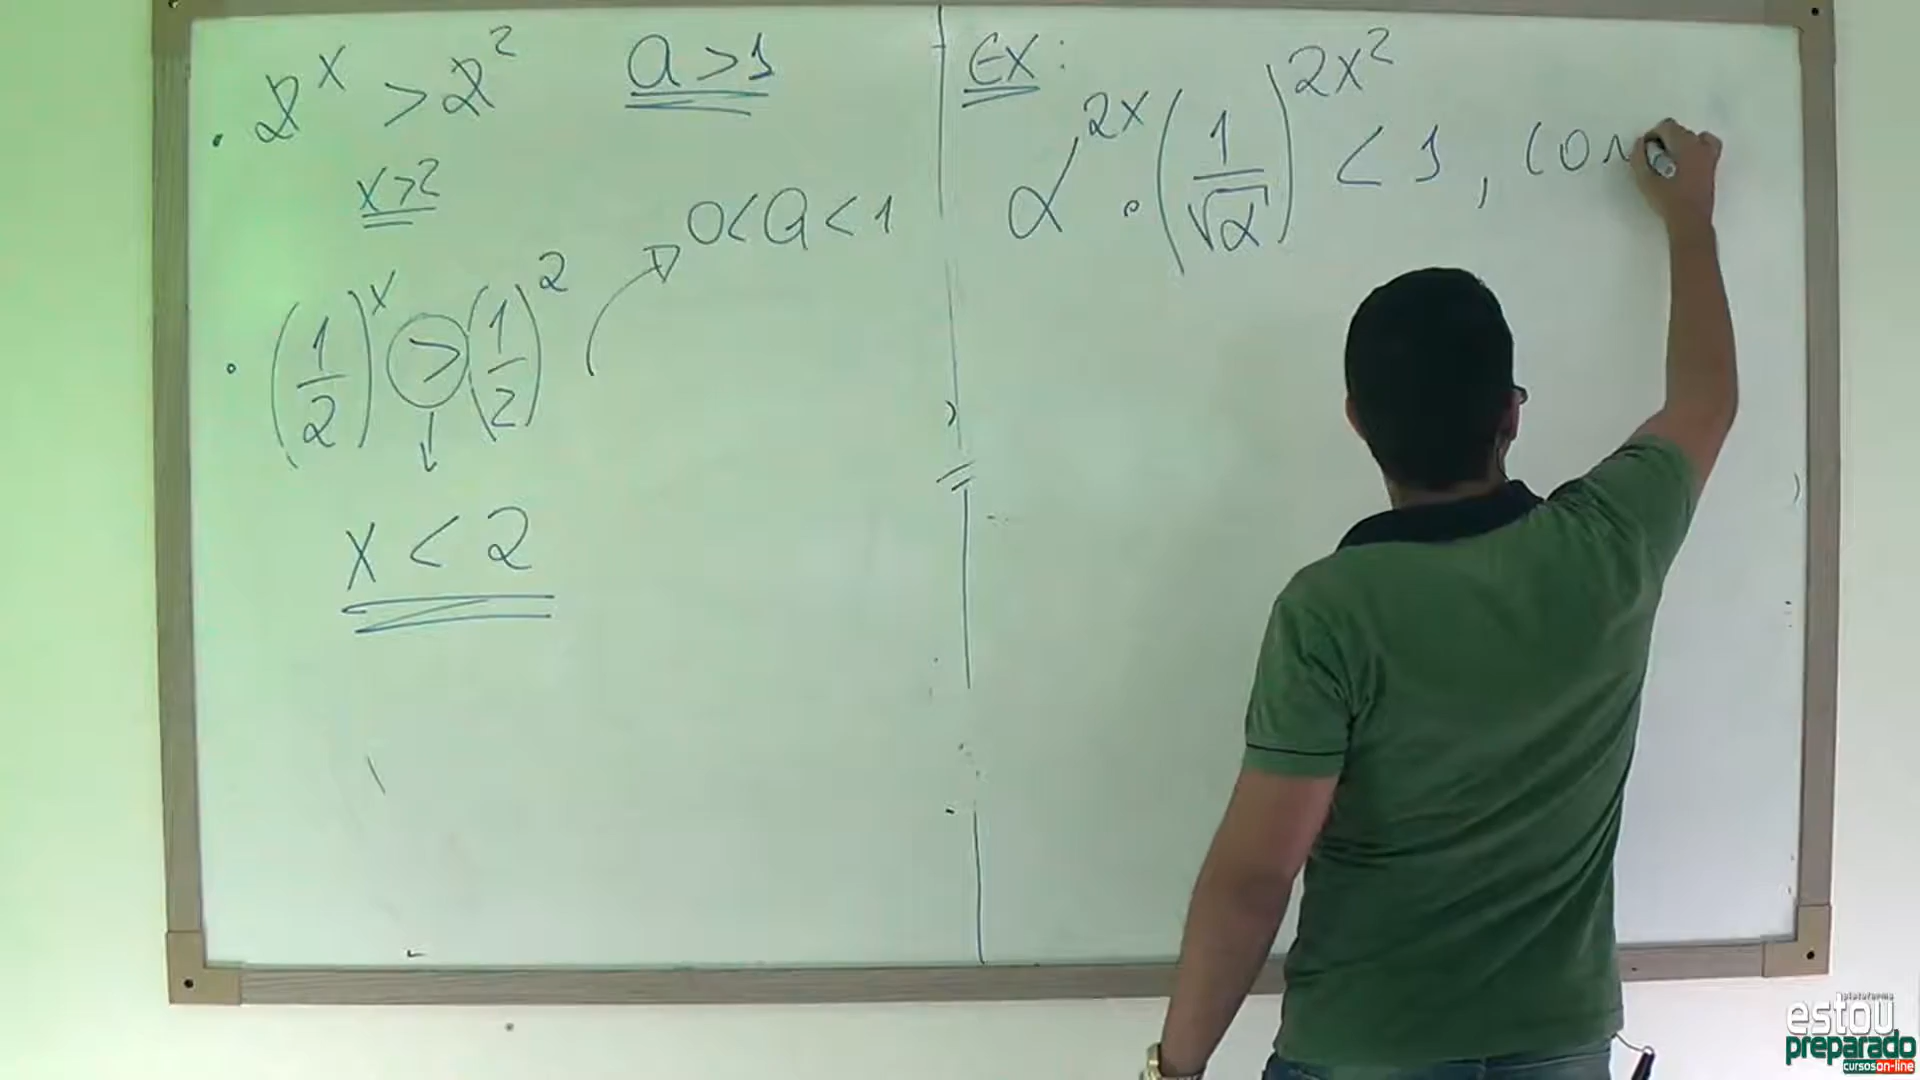 2^x > 2^2
a > 1
x > 2
0 < a < 1
(1/2)^x > (1/2)^2
x < 2
EX:
α^2x . (1/√α)^2x^2 < 1, con
plataforma
estou
preparado
cursos on-line